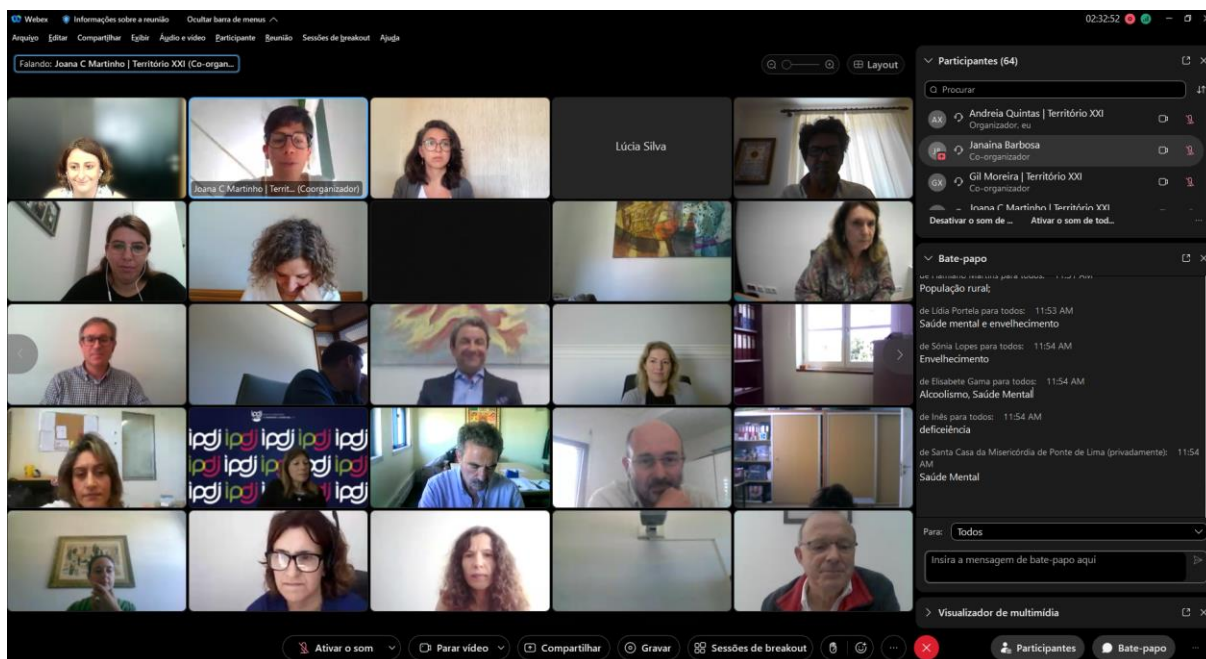 Webex
Informações sobre a reunião
Ocultar barra de menus
02:32:52
Arquivo Editar Compartilhar Exibir Áudio e vídeo Participante Reunião Sessões de breakout Ajuda
Falando: Joana C Martinho | Território XXI (Co-organ...
Layout
Lúcia Silva
Joana C Martinho | Territ... (Coorganizador)
ipdj ipdj ipdj ipdj
ipdj ipdj ipdj
ipdj ipdj ipdj
Participantes (64)
Procurar
AX
Andreia Quintas | Território XXI
Organizador, eu
Janaina Barbosa
Co-organizador
GX
Gil Moreira | Território XXI
Co-organizador
Joana C Martinho | Território XXI
Desativar o som de ...
Ativar o som de tod...
Bate-papo
População rural;
de Lídia Portela para todos: 11:53 AM
Saúde mental e envelhecimento
de Sónia Lopes para todos: 11:54 AM
Envelhecimento
de Elisabete Gama para todos: 11:54 AM
Alcoolismo, Saúde Mental
de Inês para todos: 11:54 AM
defíceiência
de Santa Casa da Misericórdia de Ponte de Lima (privadamente): 11:54
AM
Saúde Mental
Para: Todos
Insira a mensagem de bate-papo aqui
Visualizador de multimídia
Ativar o som
Parar vídeo
Compartilhar
Gravar
Sessões de breakout
Participantes
Bate-papo